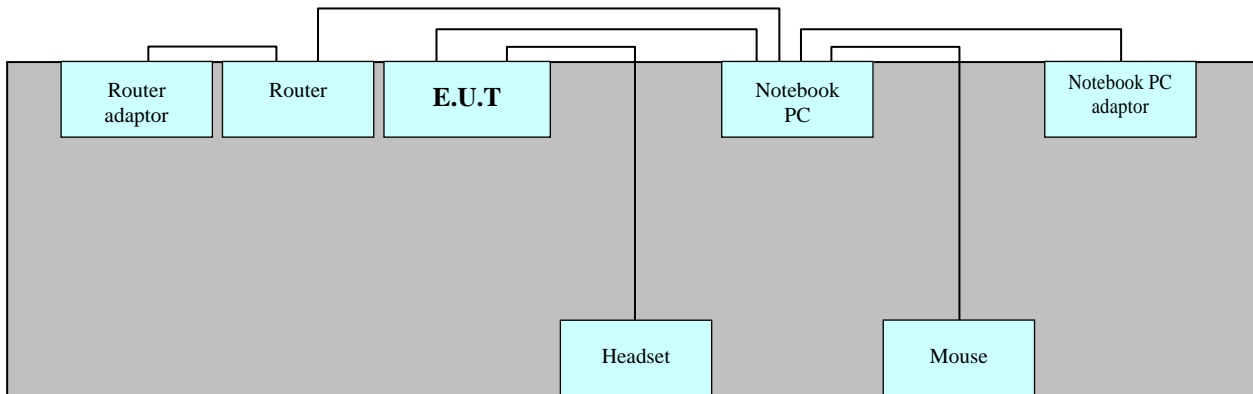 Router
adaptor
Router
E.U.T
Notebook
PC
Notebook PC
adaptor
Headset
Mouse